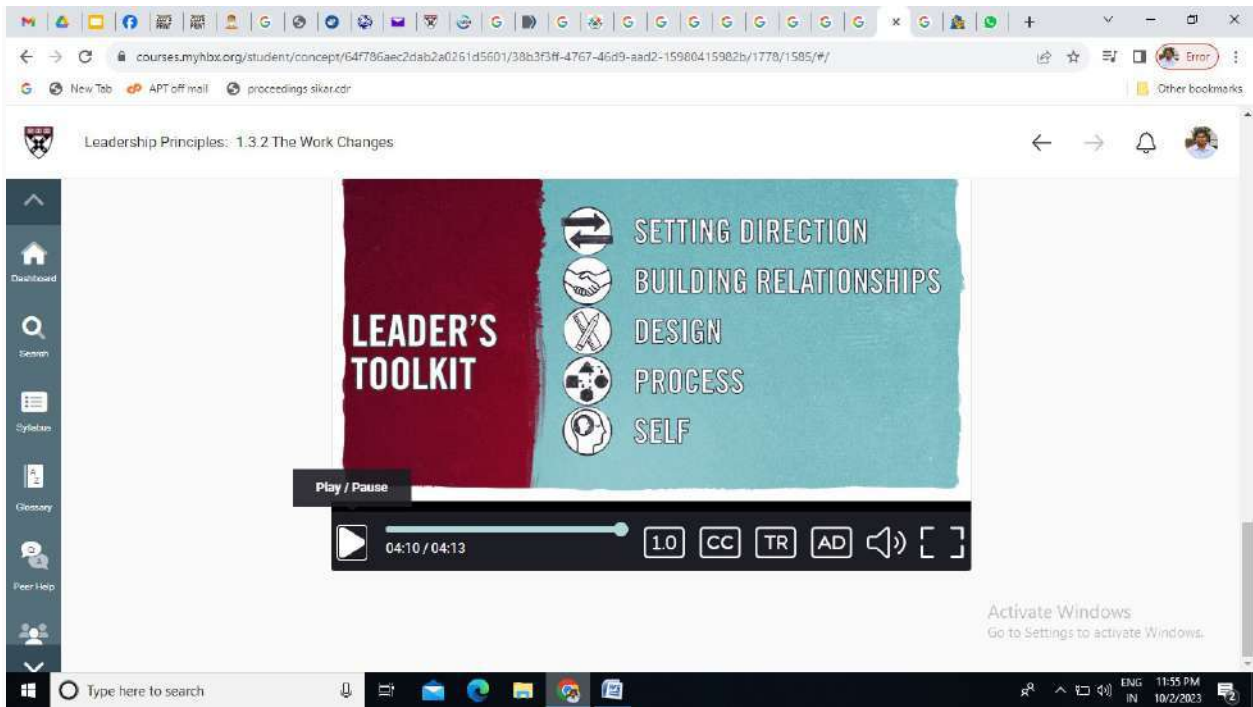 courses.myhbx.org/student/concept/64f786aec2dab2a0261d5601/38b3f3ff-4767-46d9-aad2-15980415982b/1778/1585/#/
Error
New Tab
APT off mail
proceedings sikar.cdr
Other bookmarks
Leadership Principles: 1.3.2 The Work Changes
Dashboard
Search
Syllabus
Glossary
Peer Help
LEADER'S
TOOLKIT
SETTING DIRECTION
BUILDING RELATIONSHIPS
DESIGN
PROCESS
SELF
Play / Pause
04:10 / 04:13
1.0
CC
TR
AD
Activate Windows
Go to Settings to activate Windows.
Type here to search
ENG
IN
11:55 PM
10/2/2023
2